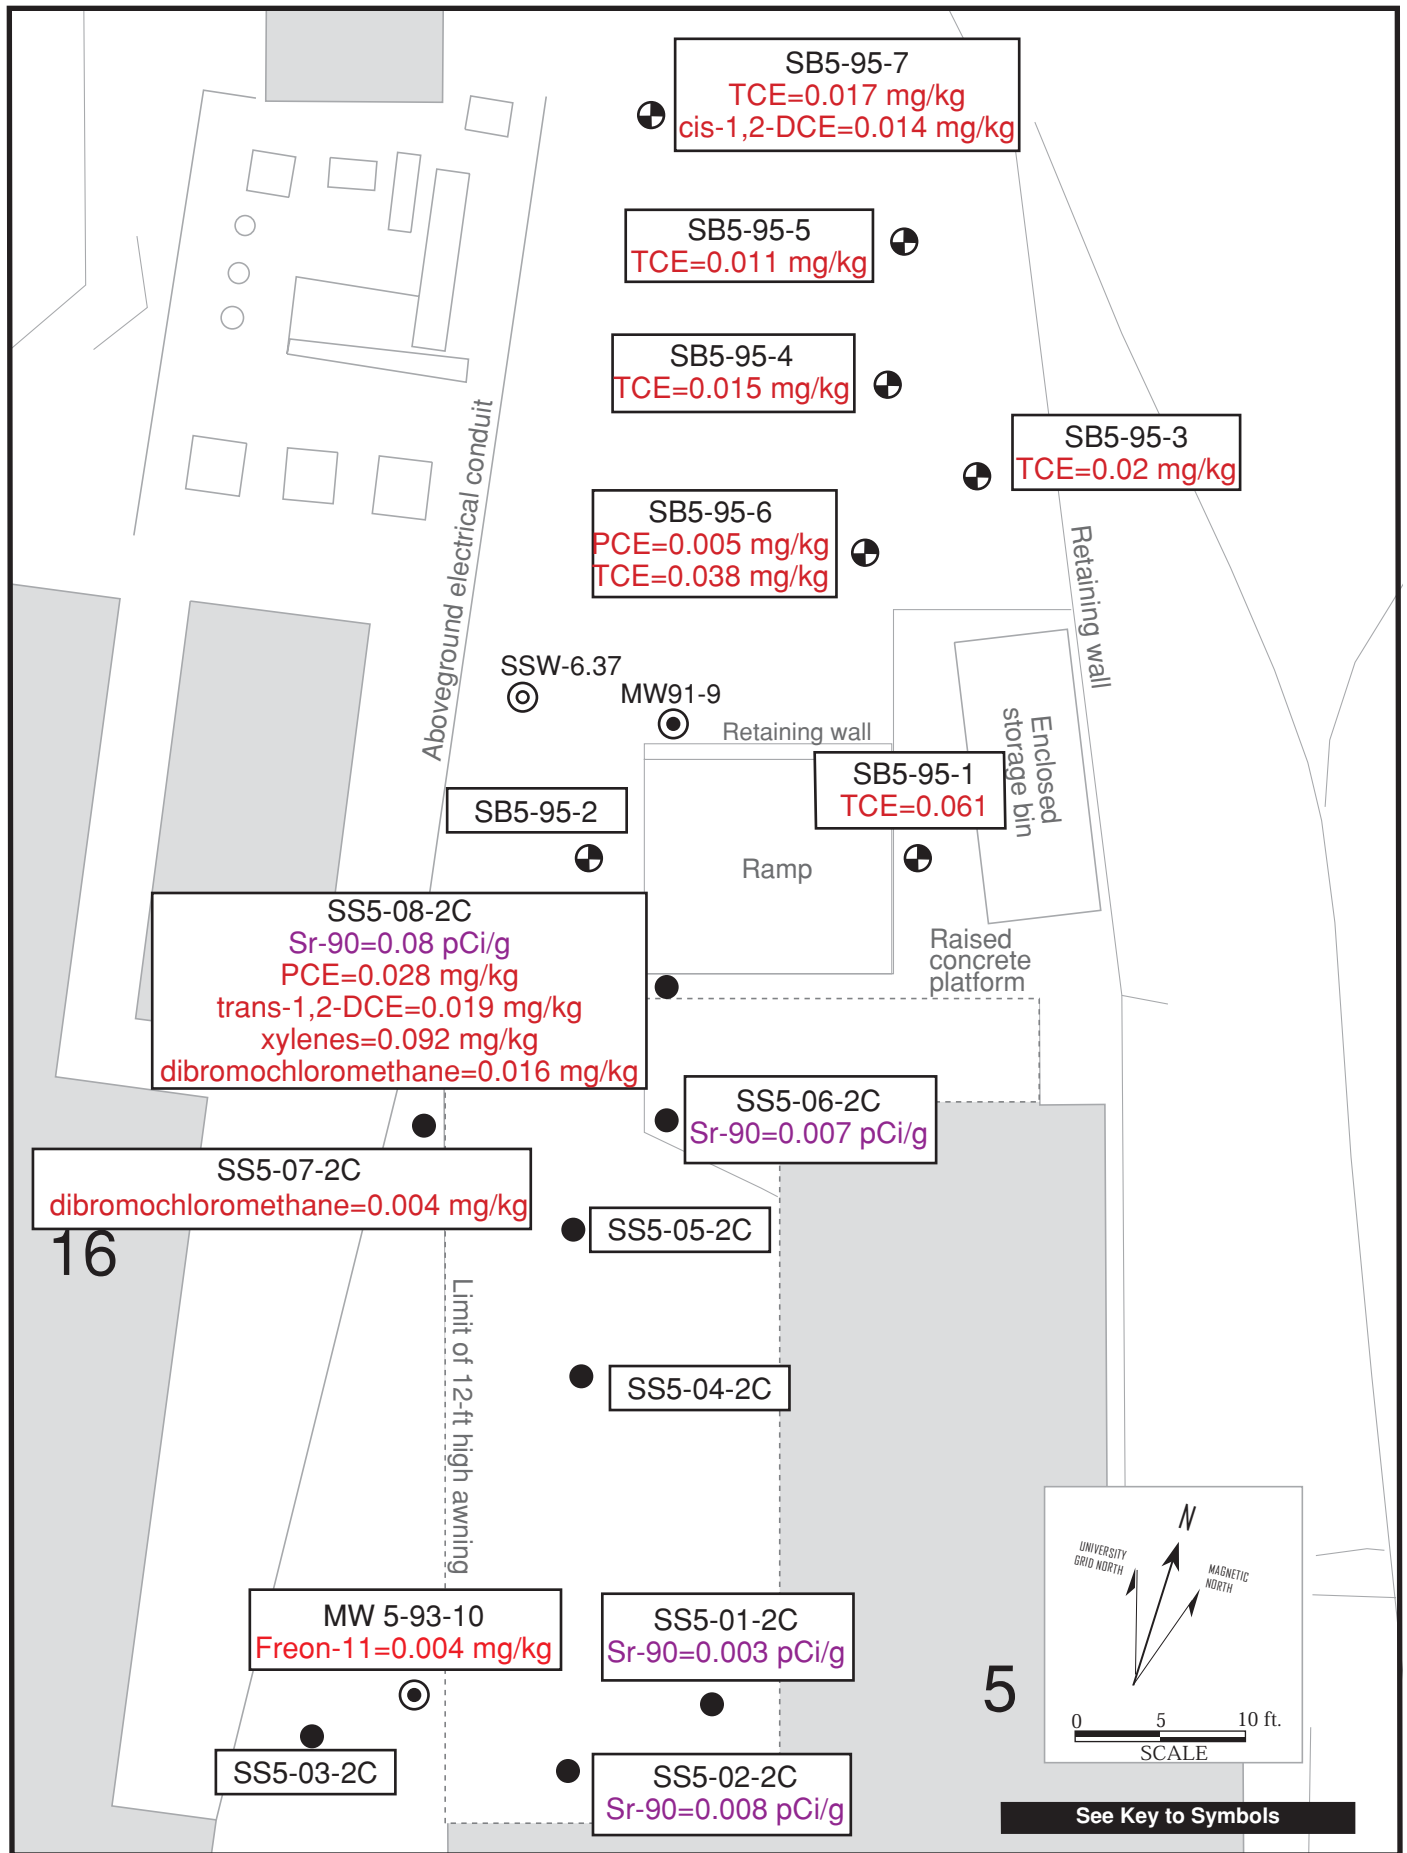 SB5-95-7
TCE=0.017 mg/kg
cis-1,2-DCE=0.014 mg/kg
SB5-95-5
TCE=0.011 mg/kg
SB5-95-4
TCE=0.015 mg/kg
SB5-95-3
TCE=0.02 mg/kg
SB5-95-6
PCE=0.005 mg/kg
TCE=0.038 mg/kg
Aboveground electrical conduit
Retaining wall
SSW-6.37
MW91-9
Retaining wall
Enclosed
storage bin
SB5-95-1
TCE=0.061
SB5-95-2
Ramp
SS5-08-2C
Sr-90=0.08 pCi/g
PCE=0.028 mg/kg
trans-1,2-DCE=0.019 mg/kg
xylenes=0.092 mg/kg
dibromochloromethane=0.016 mg/kg
Raised
concrete
platform
SS5-06-2C
Sr-90=0.007 pCi/g
SS5-07-2C
dibromochloromethane=0.004 mg/kg
16
SS5-05-2C
Limit of 12-ft high awning
SS5-04-2C
MW 5-93-10
Freon-11=0.004 mg/kg
SS5-01-2C
Sr-90=0.003 pCi/g
5
SS5-03-2C
SS5-02-2C
Sr-90=0.008 pCi/g
N
UNIVERSITY
GRID NORTH
MAGNETIC
NORTH
0 5 10 ft.
SCALE
See Key to Symbols